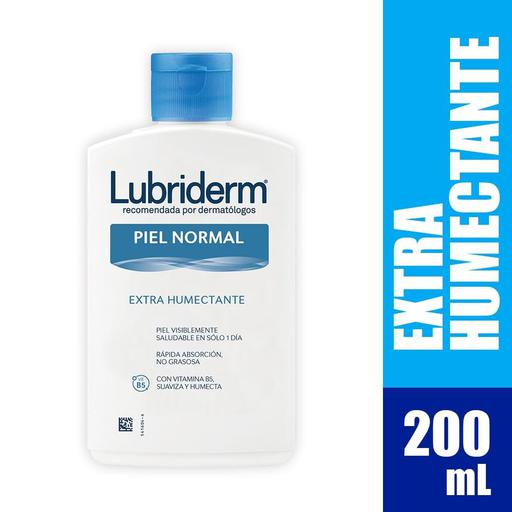 Lubriderm®
recomendada por dermatólogos
PIEL NORMAL
EXTRA HUMECTANTE
PIEL VISIBLEMENTE
SALUDABLE EN SÓLO 1 DÍA
RÁPIDA ABSORCIÓN,
NO GRASOSA
B5
CON VITAMINA B5,
SUAVIZA Y HUMECTA
EXTRA
HUMECTANTE
200
mL